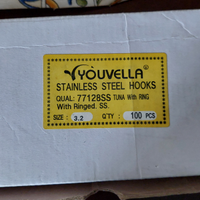 YOUVELLA
STAINLESS STEEL HOOKS
QUAL: 77128SS TUNA WITH RING
With Ringed. SS.
SIZE : 3.2 Q'TY : 100 PCS